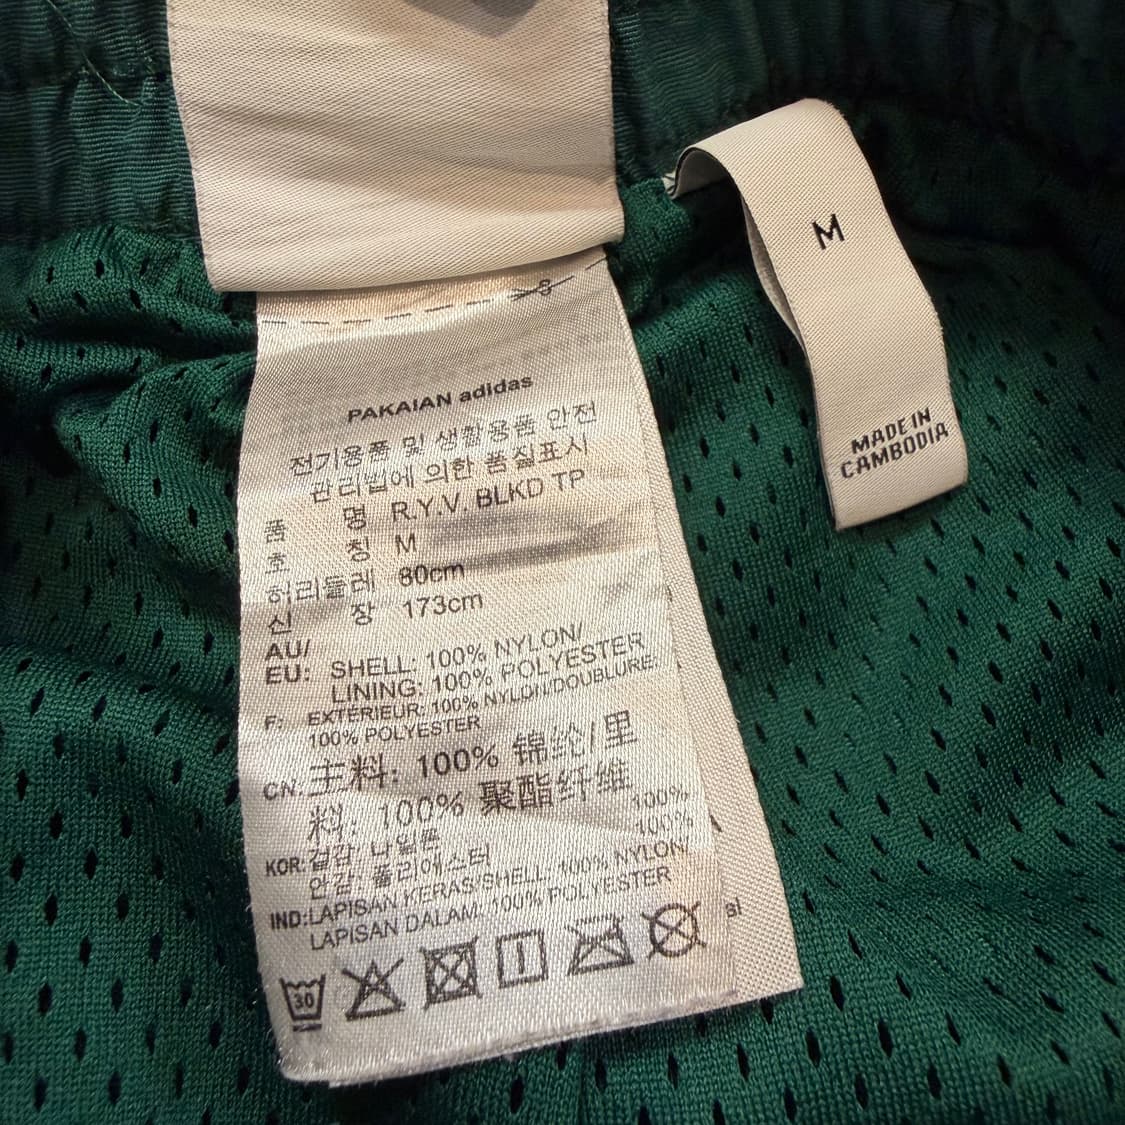 M
MADE IN
CAMBODIA
PAKAIAN adidas
전기용품 및 생활용품 안전
관리법에 의한 품질표시
품 명 R.Y.V. BLKD TP
호 칭 M
허리둘레 80cm
신 장 173cm
AU/
EU: SHELL: 100% NYLON/
LINING: 100% POLYESTER
F: EXTÉRIEUR: 100% NYLON/DOUBLURE:
100% POLYESTER
CN: 主料: 100% 锦纶/里
料: 100% 聚酯纤维
KOR: 겉감: 나일론 100%
안감: 폴리에스터 100%
IND: LAPISAN KERAS/SHELL: 100% NYLON/
LAPISAN DALAM: 100% POLYESTER
30